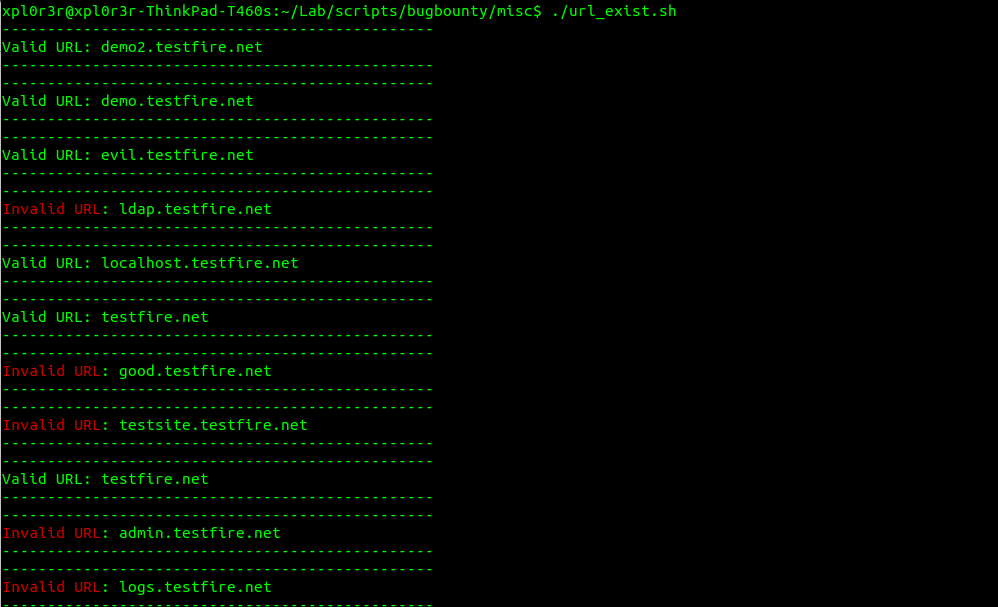 xpl0r3r@xpl0r3r-ThinkPad-T460s:~/Lab/scripts/bugbounty/misc$ ./url_exist.sh
------------------------------------------------
Valid URL: demo2.testfire.net
------------------------------------------------
------------------------------------------------
Valid URL: demo.testfire.net
------------------------------------------------
------------------------------------------------
Valid URL: evil.testfire.net
------------------------------------------------
------------------------------------------------
Invalid URL: ldap.testfire.net
------------------------------------------------
------------------------------------------------
Valid URL: localhost.testfire.net
------------------------------------------------
------------------------------------------------
Valid URL: testfire.net
------------------------------------------------
------------------------------------------------
Invalid URL: good.testfire.net
------------------------------------------------
------------------------------------------------
Invalid URL: testsite.testfire.net
------------------------------------------------
------------------------------------------------
Valid URL: testfire.net
------------------------------------------------
------------------------------------------------
Invalid URL: admin.testfire.net
------------------------------------------------
------------------------------------------------
Invalid URL: logs.testfire.net
------------------------------------------------